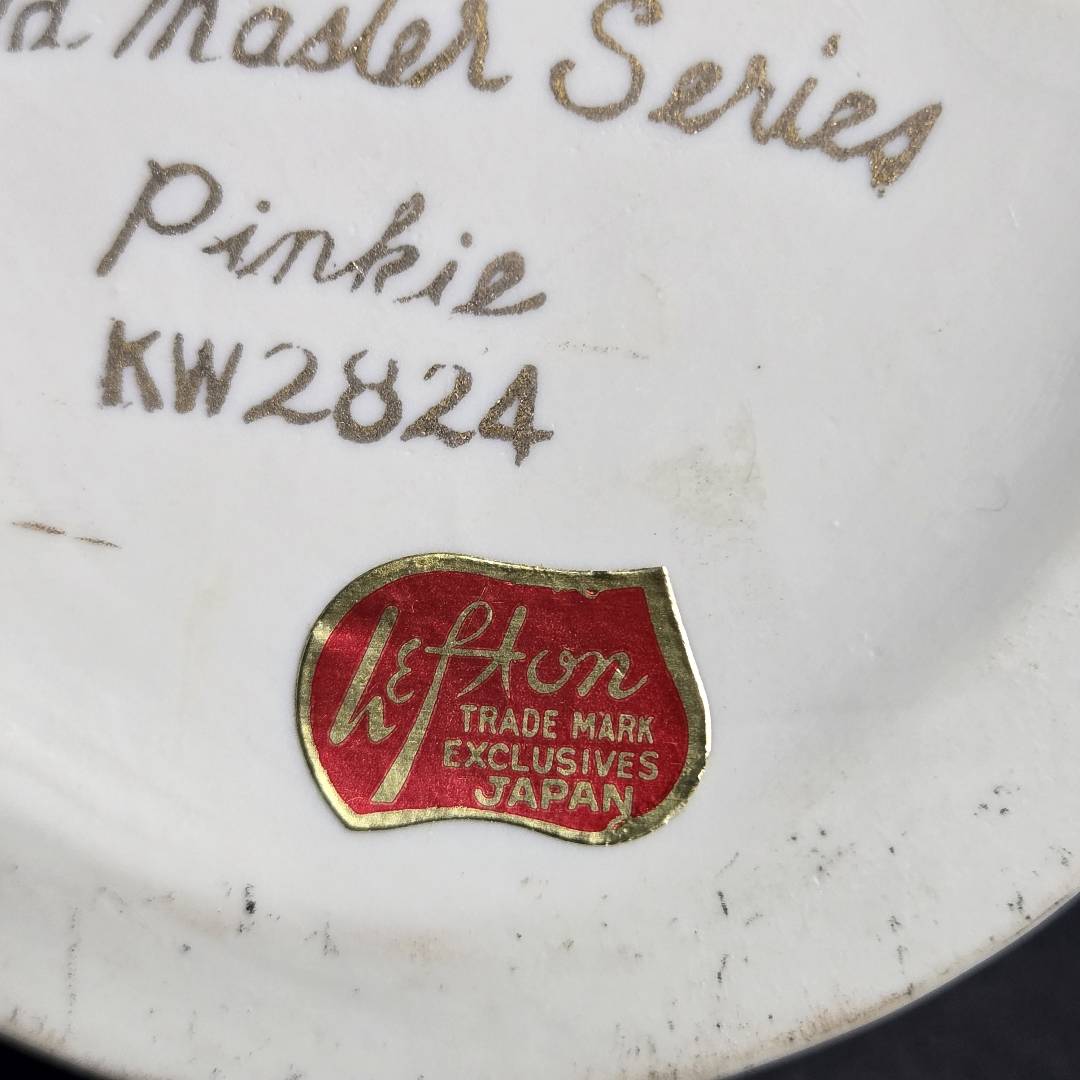 Master Series
Pinkie
KW2824
Lefton
TRADE MARK
EXCLUSIVES
JAPAN